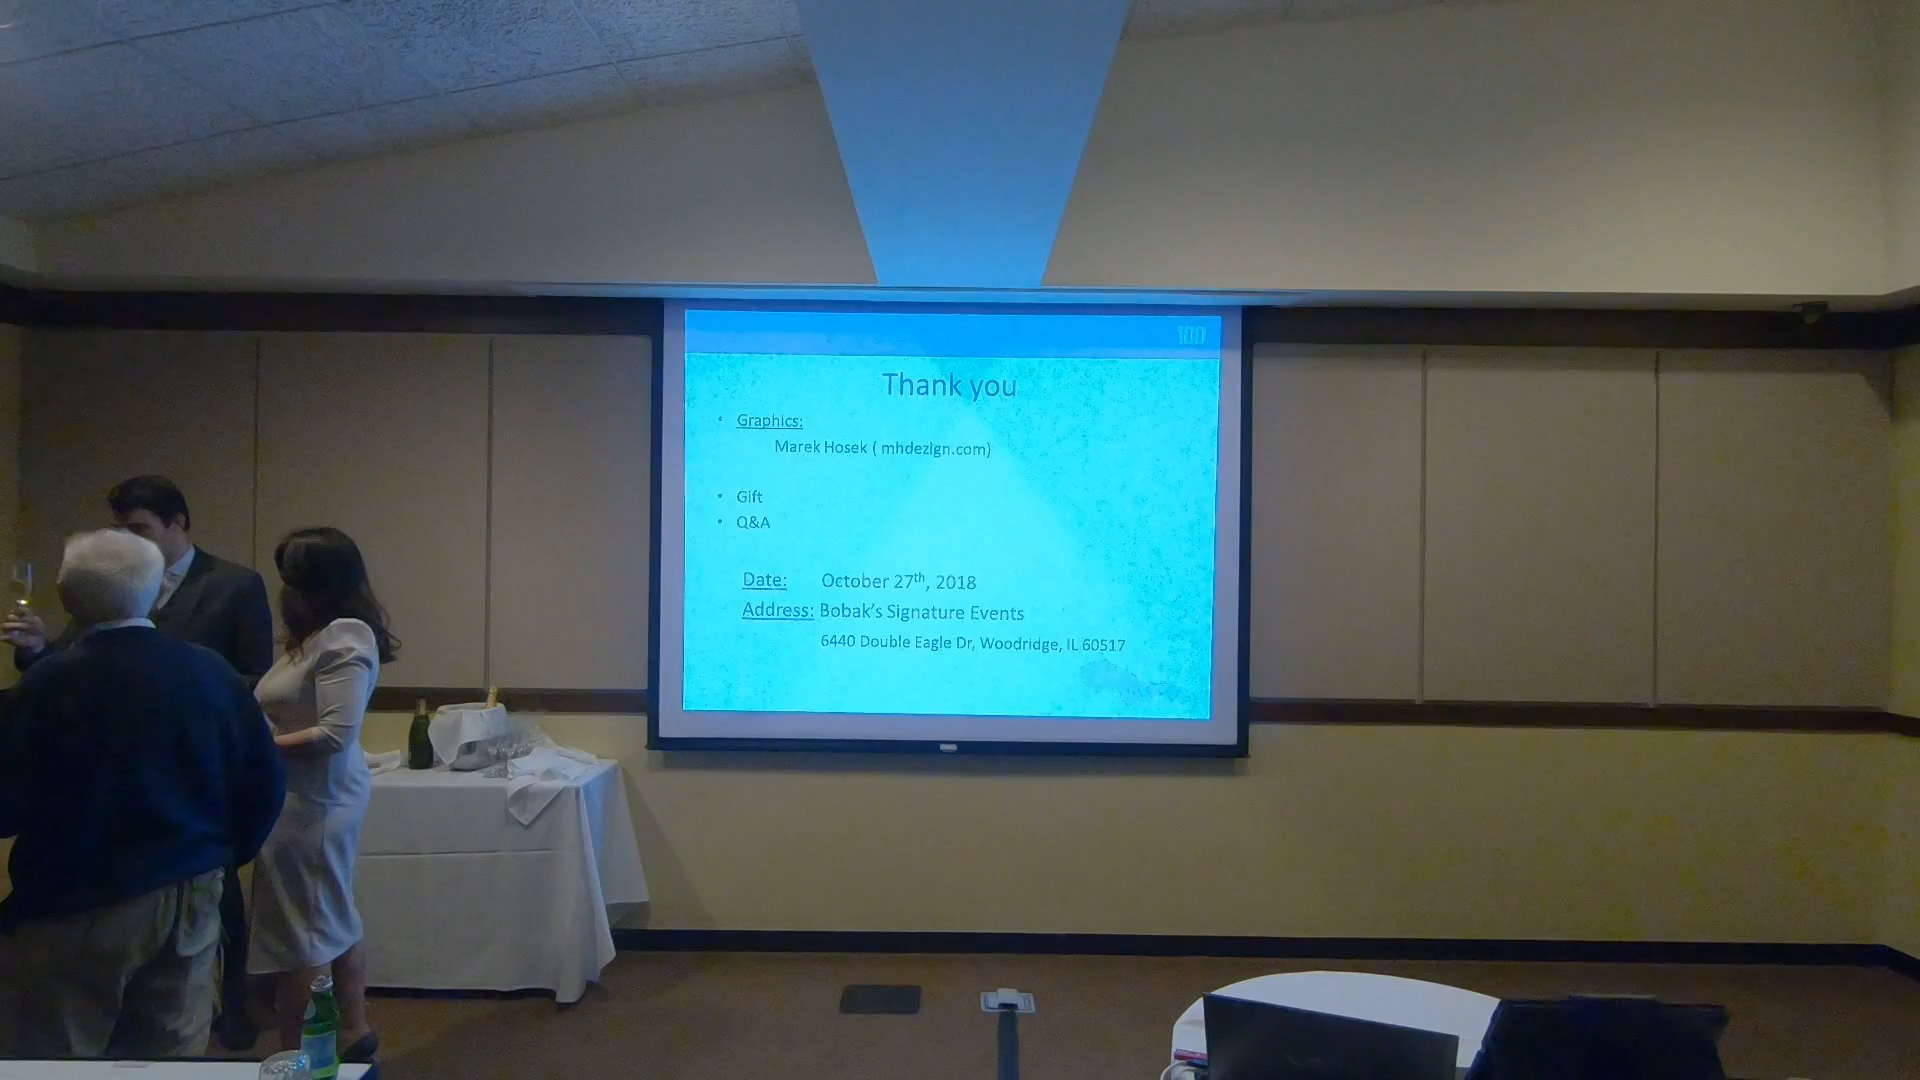 100
Thank you
• Graphics:
Marek Hosek ( mhdezign.com)
• Gift
• Q&A
Date: October 27th, 2018
Address: Bobak's Signature Events
6440 Double Eagle Dr, Woodridge, IL 60517